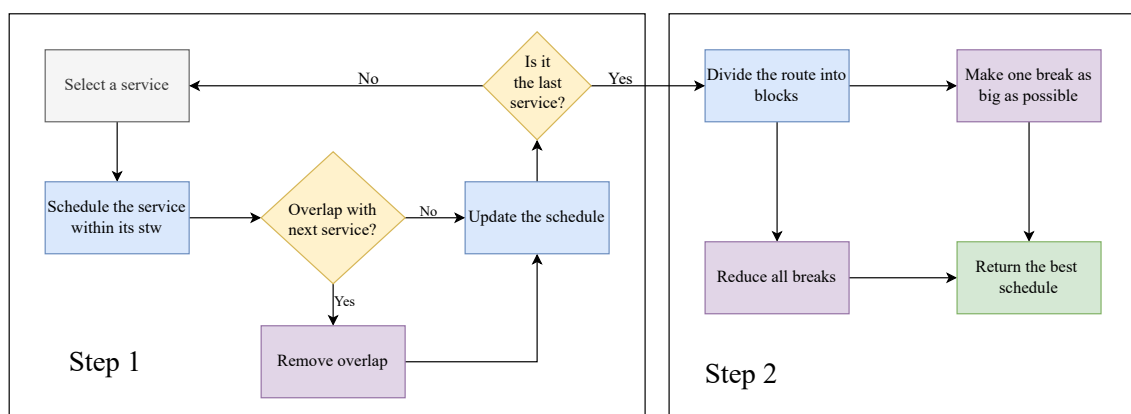 Select a service
No
Is it
the last
service?
Yes
Schedule the service
within its stw
Overlap with
next service?
No
Update the schedule
Yes
Remove overlap
Step 1
Divide the route into
blocks
Make one break as
big as possible
Reduce all breaks
Return the best
schedule
Step 2